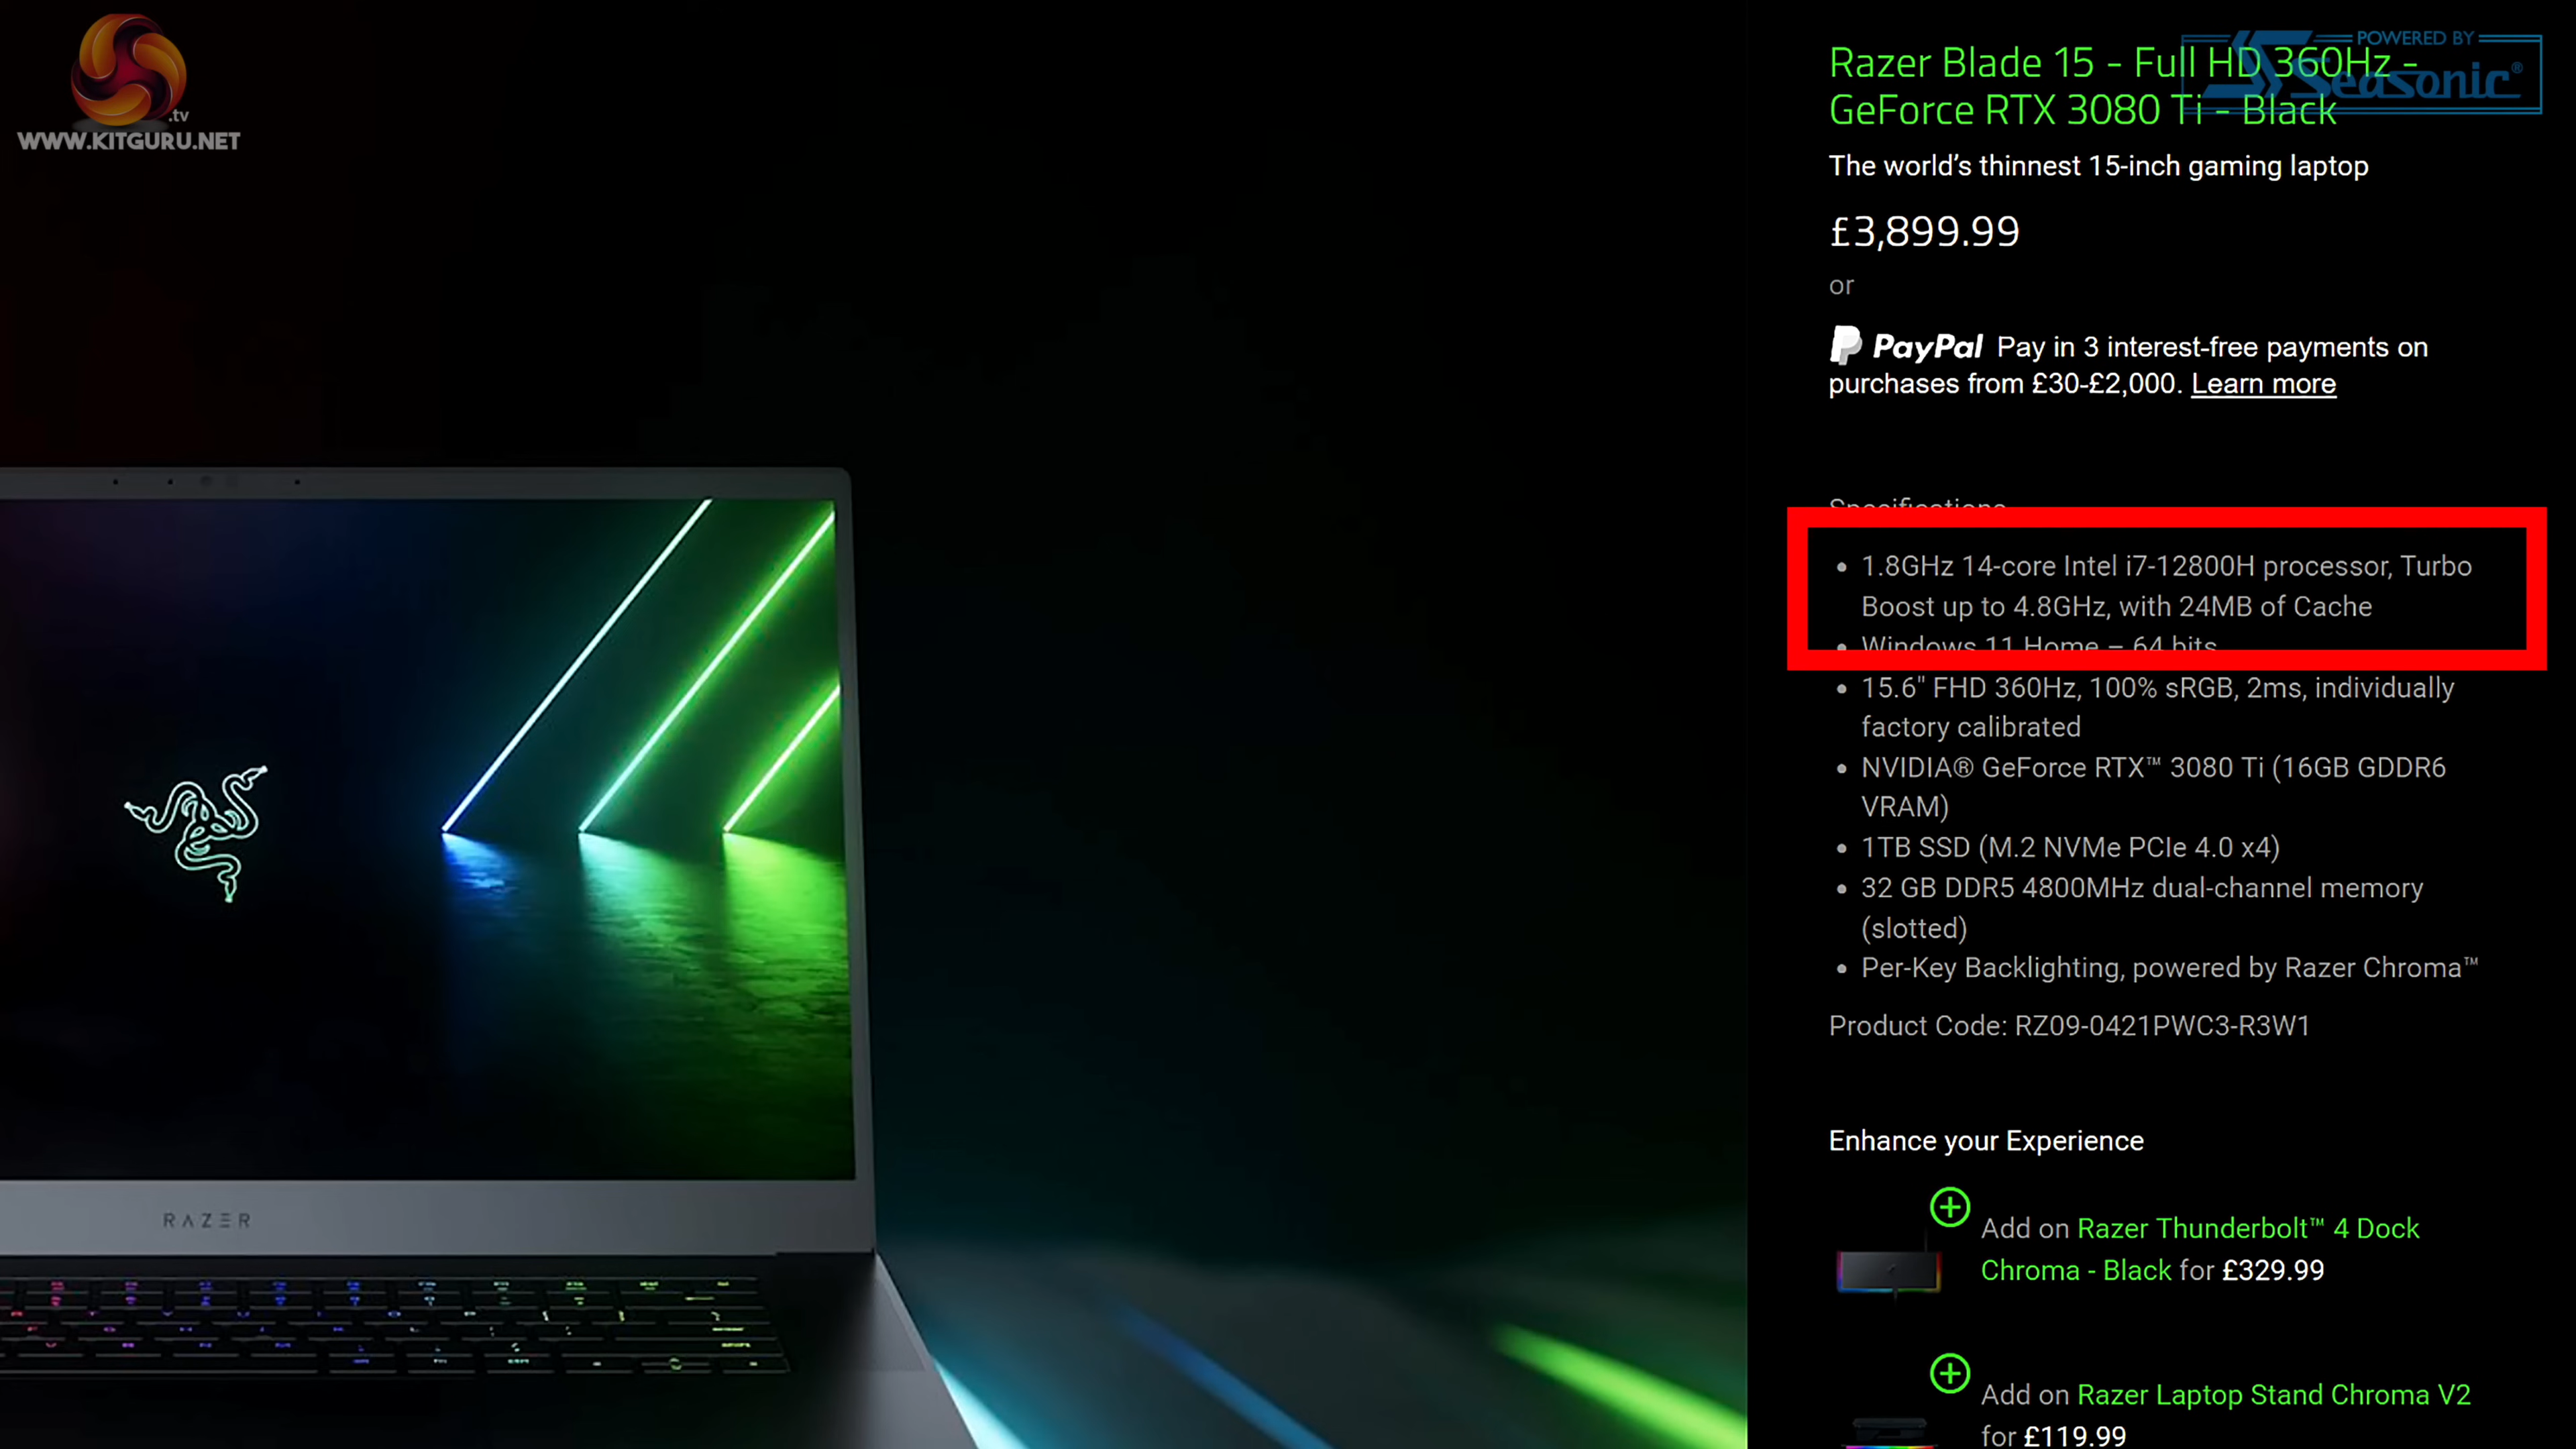 .tv
WWW.KITGURU.NET
POWERED BY
Seasonic®
Razer Blade 15 - Full HD 360Hz -
GeForce RTX 3080 Ti - Black
The world’s thinnest 15-inch gaming laptop
£3,899.99
or
PayPal Pay in 3 interest-free payments on
purchases from £30-£2,000. Learn more
Specifications
• 1.8GHz 14-core Intel i7-12800H processor, Turbo
Boost up to 4.8GHz, with 24MB of Cache
• Windows 11 Home – 64 bits
• 15.6" FHD 360Hz, 100% sRGB, 2ms, individually
factory calibrated
• NVIDIA® GeForce RTX™ 3080 Ti (16GB GDDR6
VRAM)
• 1TB SSD (M.2 NVMe PCIe 4.0 x4)
• 32 GB DDR5 4800MHz dual-channel memory
(slotted)
• Per-Key Backlighting, powered by Razer Chroma™
Product Code: RZ09-0421PWC3-R3W1
Enhance your Experience
Add on Razer Thunderbolt™ 4 Dock
Chroma - Black for £329.99
Add on Razer Laptop Stand Chroma V2
for £119.99
RAZER